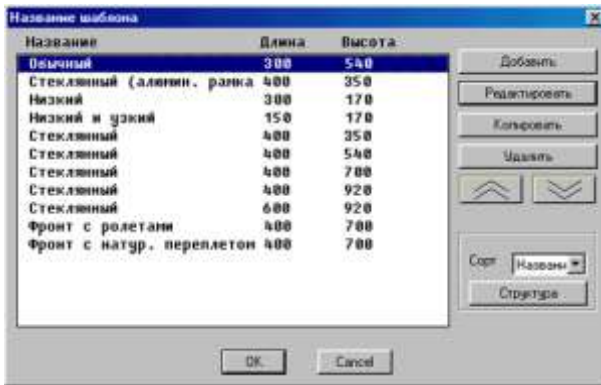 Название шаблона
Название Длина Высота
Обычный 300 540
Стеклянный (алюмин. рамка 400 350
Низкий 300 170
Низкий и узкий 150 170
Стеклянный 400 350
Стеклянный 400 540
Стеклянный 400 700
Стеклянный 400 920
Стеклянный 600 920
Фронт с ролетами 400 700
Фронт с натур. переплетом 400 700
Добавить
Редактировать
Копировать
Удалить
Сорт Названи
Структура
OK Cancel